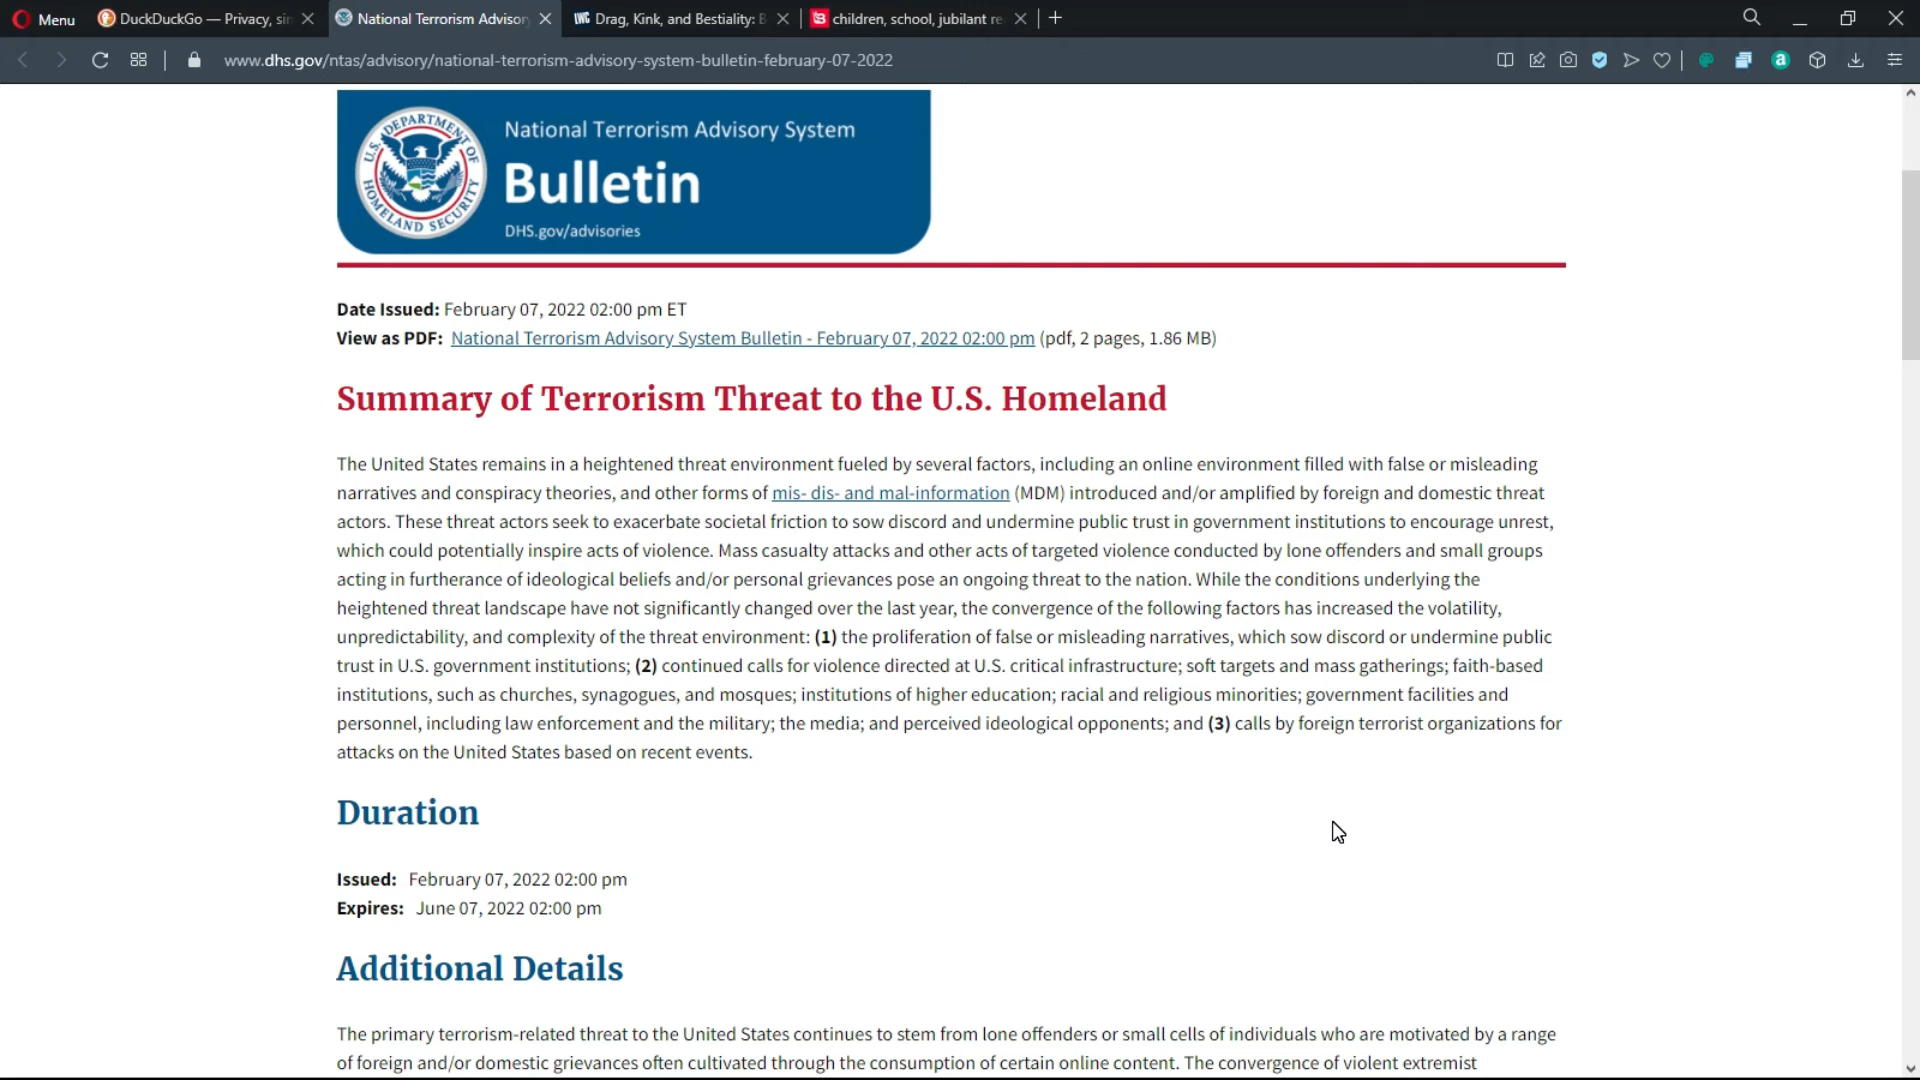 Menu
DuckDuckGo — Privacy, sin
National Terrorism Advisor
IWC Drag, Kink, and Bestiality: B
children, school, jubilant re
www.dhs.gov/ntas/advisory/national-terrorism-advisory-system-bulletin-february-07-2022
U.S. DEPARTMENT OF HOMELAND SECURITY
National Terrorism Advisory System
Bulletin
DHS.gov/advisories
Date Issued: February 07, 2022 02:00 pm ET
View as PDF: National Terrorism Advisory System Bulletin - February 07, 2022 02:00 pm (pdf, 2 pages, 1.86 MB)
Summary of Terrorism Threat to the U.S. Homeland
The United States remains in a heightened threat environment fueled by several factors, including an online environment filled with false or misleading
narratives and conspiracy theories, and other forms of mis- dis- and mal-information (MDM) introduced and/or amplified by foreign and domestic threat
actors. These threat actors seek to exacerbate societal friction to sow discord and undermine public trust in government institutions to encourage unrest,
which could potentially inspire acts of violence. Mass casualty attacks and other acts of targeted violence conducted by lone offenders and small groups
acting in furtherance of ideological beliefs and/or personal grievances pose an ongoing threat to the nation. While the conditions underlying the
heightened threat landscape have not significantly changed over the last year, the convergence of the following factors has increased the volatility,
unpredictability, and complexity of the threat environment: (1) the proliferation of false or misleading narratives, which sow discord or undermine public
trust in U.S. government institutions; (2) continued calls for violence directed at U.S. critical infrastructure; soft targets and mass gatherings; faith-based
institutions, such as churches, synagogues, and mosques; institutions of higher education; racial and religious minorities; government facilities and
personnel, including law enforcement and the military; the media; and perceived ideological opponents; and (3) calls by foreign terrorist organizations for
attacks on the United States based on recent events.
Duration
Issued: February 07, 2022 02:00 pm
Expires: June 07, 2022 02:00 pm
Additional Details
The primary terrorism-related threat to the United States continues to stem from lone offenders or small cells of individuals who are motivated by a range
of foreign and/or domestic grievances often cultivated through the consumption of certain online content. The convergence of violent extremist